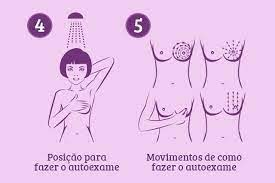 4
5
Posição para
fazer o autoexame
Movimentos de como
fazer o autoexame